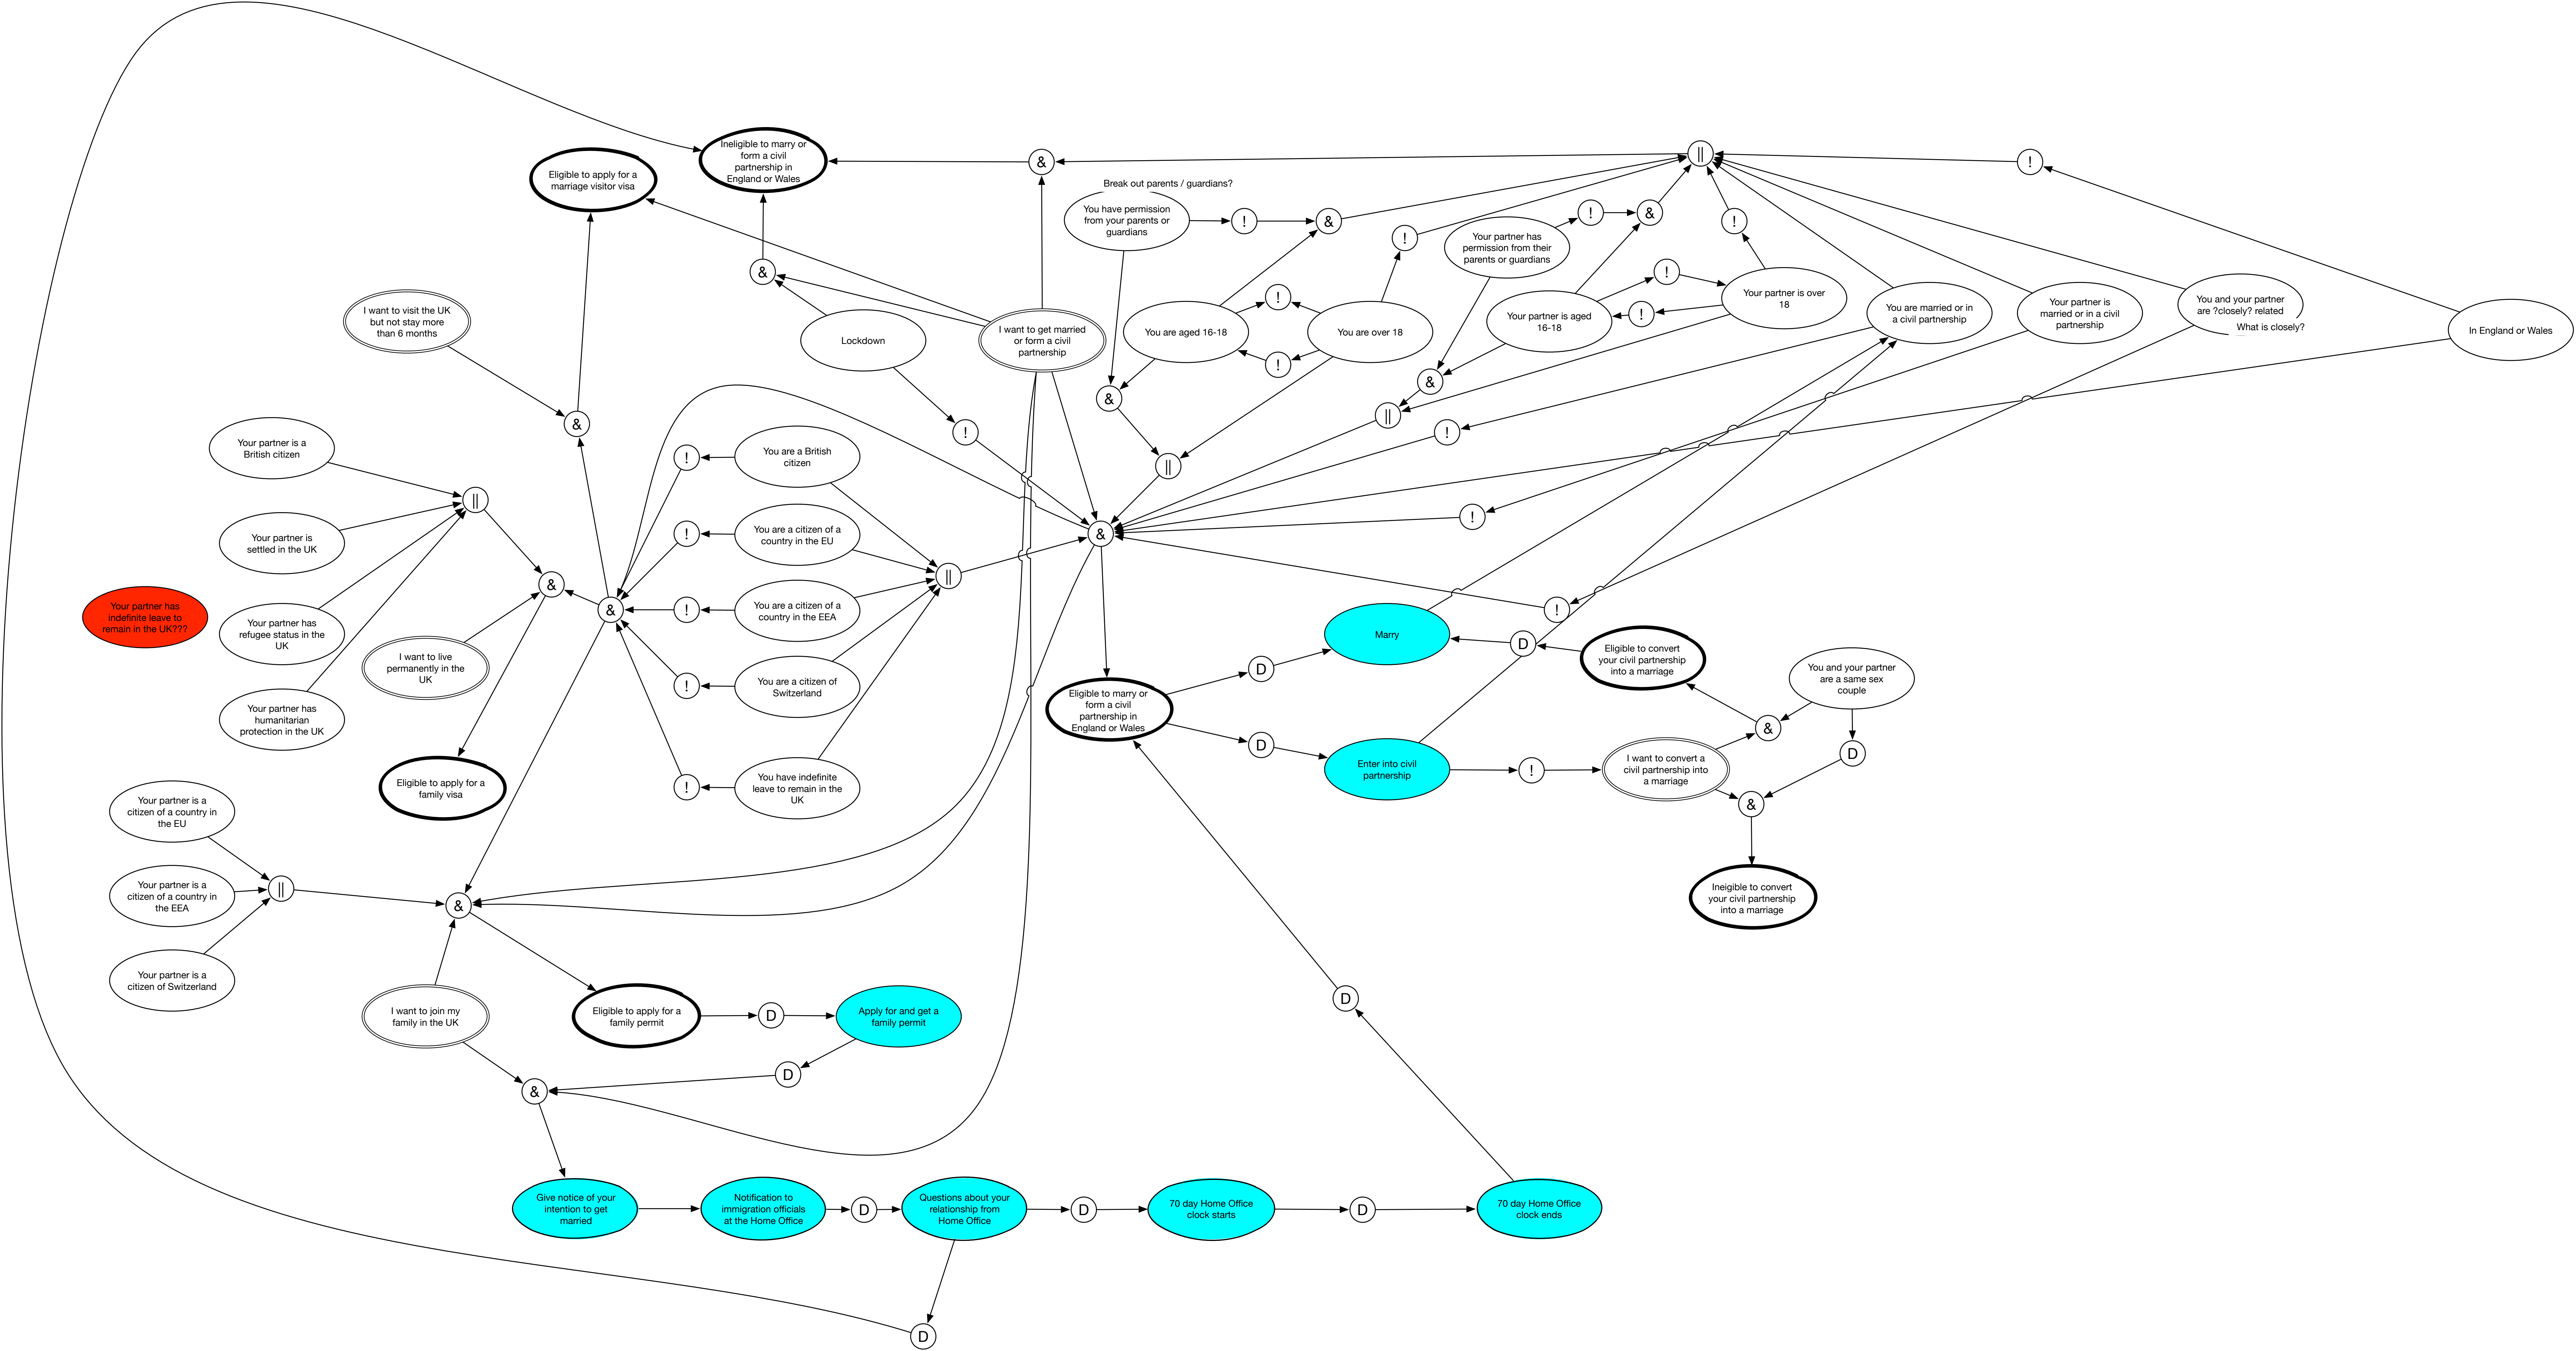 Ineligible to marry or
form a civil
partnership in
England or Wales
Eligible to apply for a
marriage visitor visa
&
||
!
Break out parents / guardians?
You have permission
from your parents or
guardians
!
&
!
Your partner has
permission from their
parents or guardians
!
&
!
&
I want to visit the UK
but not stay more
than 6 months
Lockdown
I want to get married
or form a civil
partnership
You are aged 16-18
!
!
You are over 18
Your partner is aged
16-18
!
!
Your partner is over
18
You are married or in
a civil partnership
Your partner is
married or in a civil
partnership
You and your partner
are ?closely? related
What is closely?
In England or Wales
&
&
||
&
!
!
||
Your partner is a
British citizen
||
!
You are a British
citizen
Your partner is
settled in the UK
!
You are a citizen of a
country in the EU
&
!
||
&
&
!
You are a citizen of a
country in the EEA
!
Your partner has
indefinite leave to
remain in the UK???
Your partner has
refugee status in the
UK
I want to live
permanently in the
UK
!
You are a citizen of
Switzerland
Your partner has
humanitarian
protection in the UK
Eligible to apply for a
family visa
!
You have indefinite
leave to remain in the
UK
Marry
D
Eligible to convert
your civil partnership
into a marriage
You and your partner
are a same sex
couple
D
Eligible to marry or
form a civil
partnership in
England or Wales
D
&
D
Enter into civil
partnership
!
I want to convert a
civil partnership into
a marriage
&
Your partner is a
citizen of a country in
the EU
Your partner is a
citizen of a country in
the EEA
||
&
Ineigible to convert
your civil partnership
into a marriage
Your partner is a
citizen of Switzerland
I want to join my
family in the UK
Eligible to apply for a
family permit
D
Apply for and get a
family permit
D
D
&
Give notice of your
intention to get
married
Notification to
immigration officials
at the Home Office
D
Questions about your
relationship from
Home Office
D
70 day Home Office
clock starts
D
70 day Home Office
clock ends
D